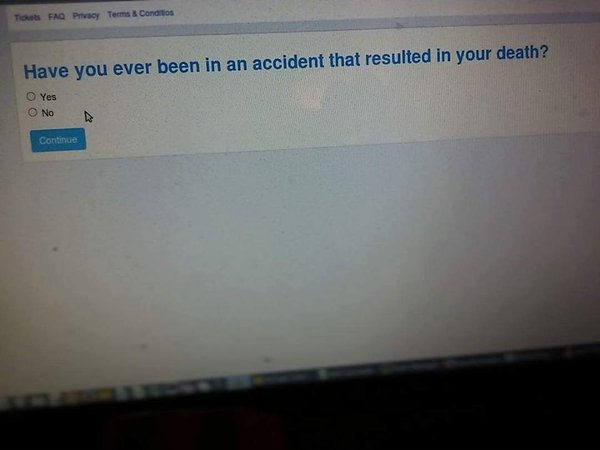 Tickets FAQ Privacy Terms & Conditios
Have you ever been in an accident that resulted in your death?
Yes
No
Continue